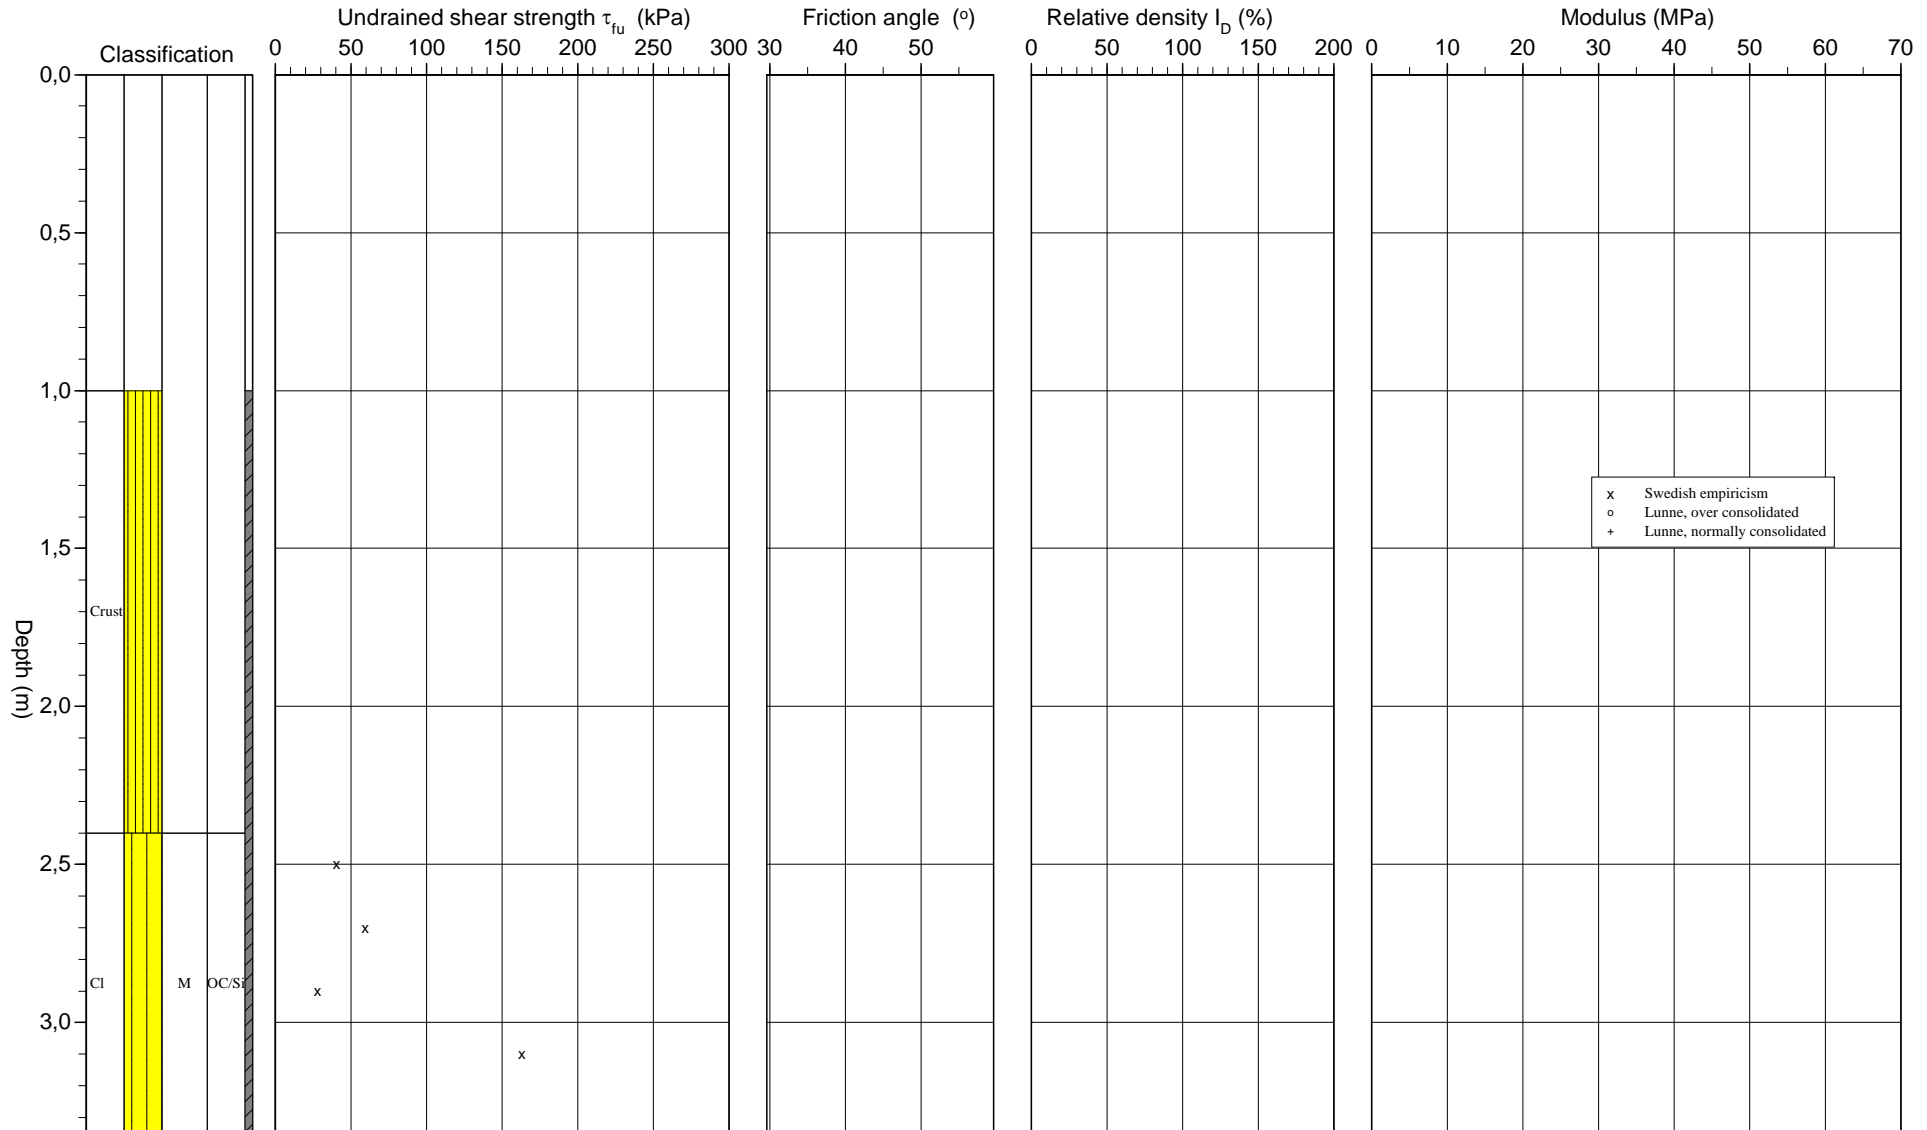 Undrained shear strength τfu (kPa)
Friction angle (o)
Relative density ID (%)
Modulus (MPa)
Classification
0 50 100 150 200 250 300
30 40 50
0 50 100 150 200
0 10 20 30 40 50 60 70
0,0
0,5
1,0
x Swedish empiricism
o Lunne, over consolidated
+ Lunne, normally consolidated
1,5
Crust
Depth (m)
2,0
2,5
Cl M OC/Si
3,0